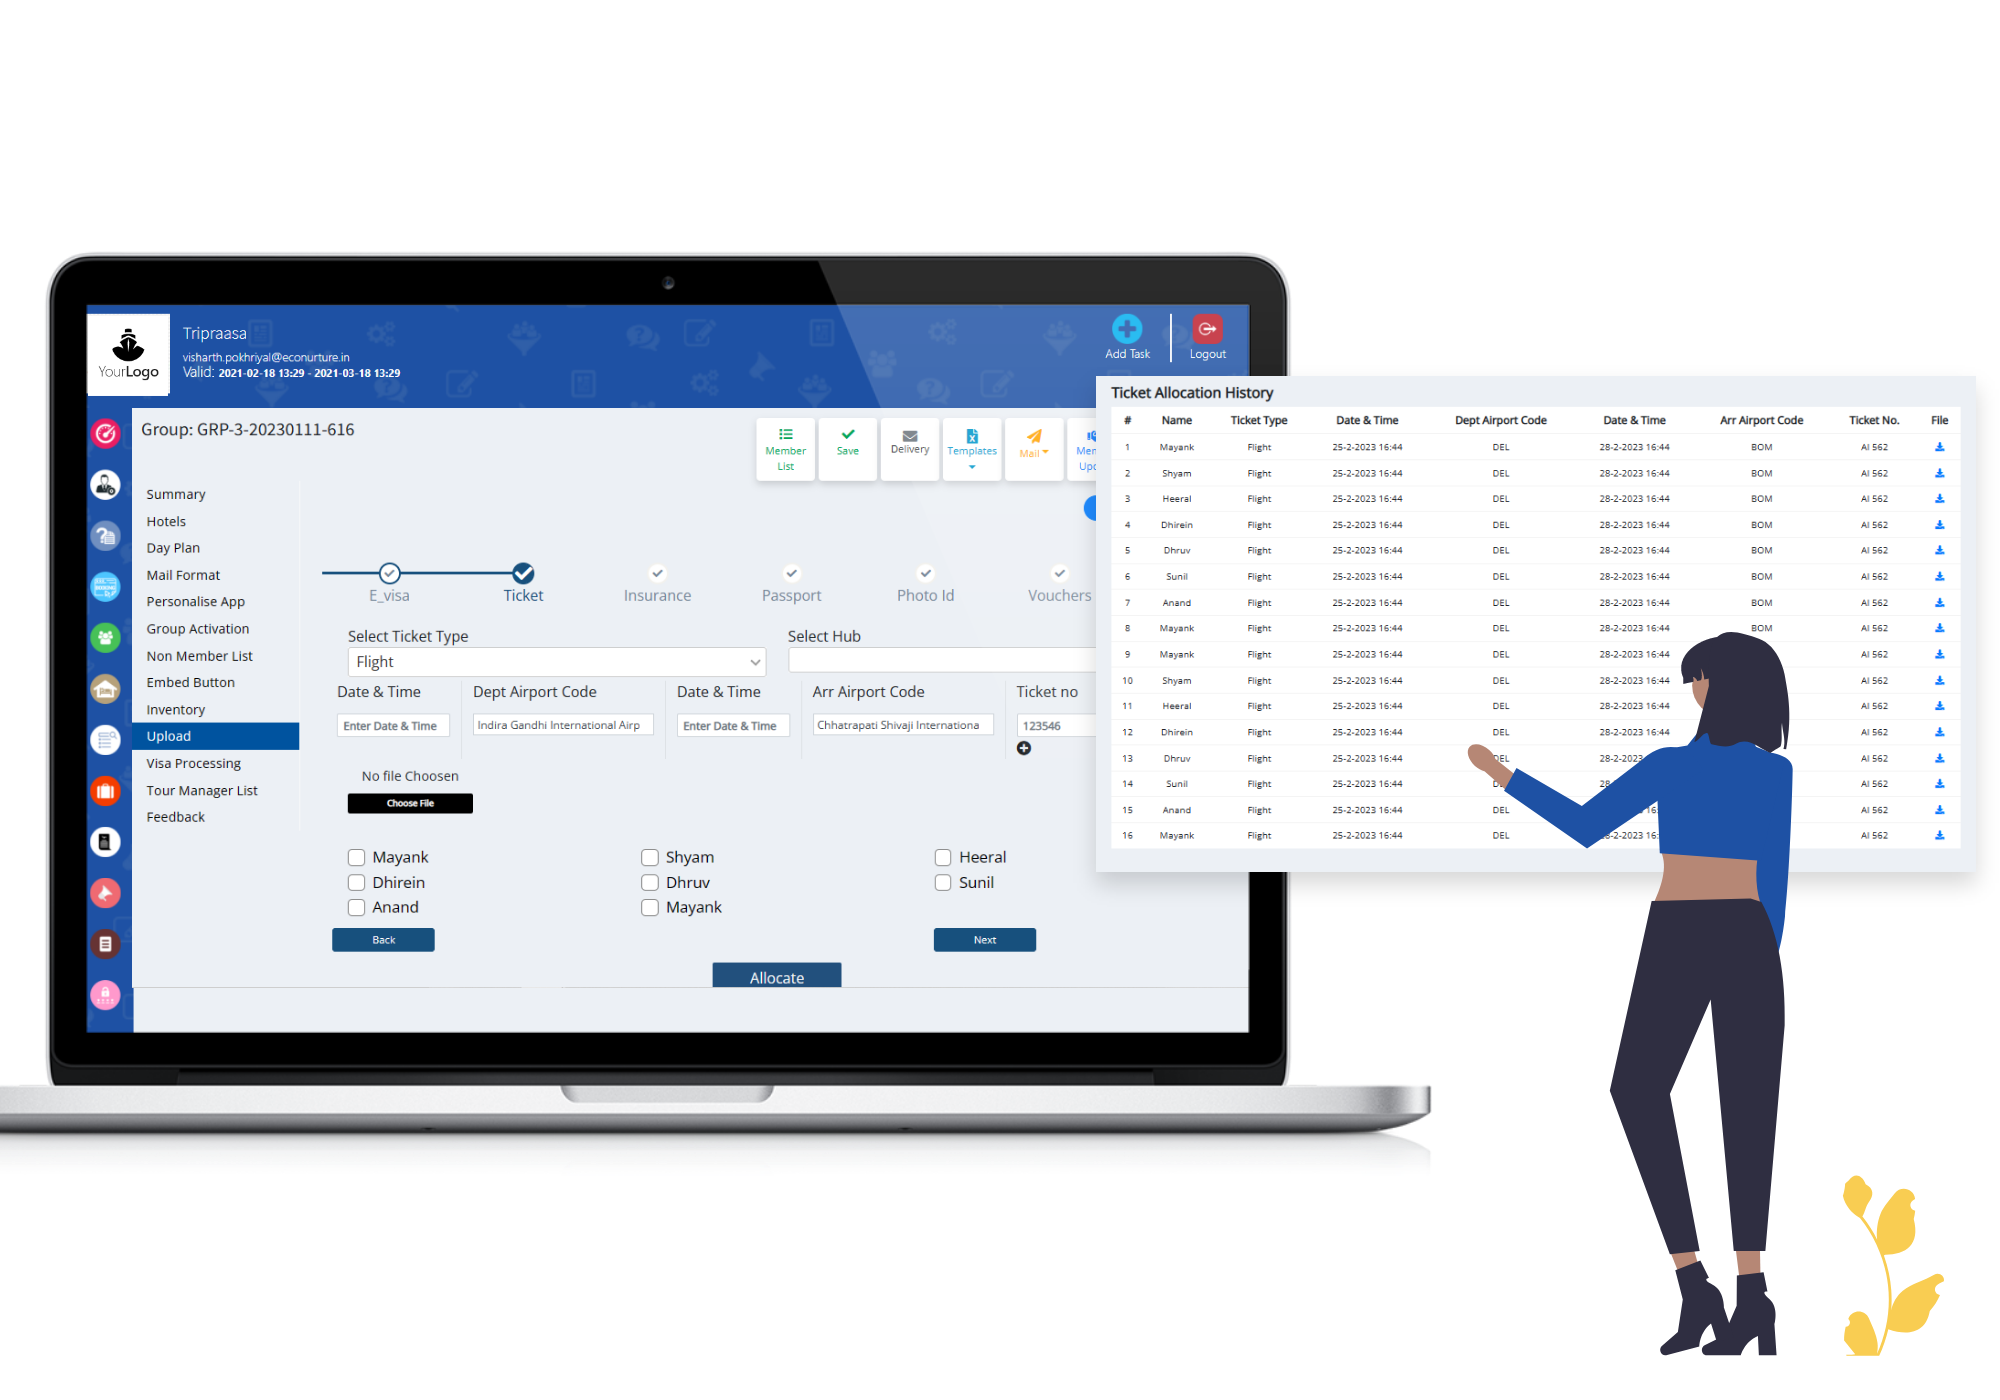 Tripraasa
visharth.pokhriyal@econurture.in
Valid: 2021-02-18 13:29 - 2021-03-18 13:29
YourLogo
Add Task
Logout
Group: GRP-3-20230111-616
Member List
Save
Delivery
Templates
Mail
Summary
Hotels
Day Plan
Mail Format
Personalise App
Group Activation
Non Member List
Embed Button
Inventory
Upload
Visa Processing
Tour Manager List
Feedback
E_visa Ticket Insurance Passport Photo Id Vouchers
Select Ticket Type Select Hub
Flight
Date & Time Dept Airport Code Date & Time Arr Airport Code Ticket no
Enter Date & Time Indira Gandhi International Airp Enter Date & Time Chhatrapati Shivaji Internationa 123546
No file Choosen
Choose File
Mayank Shyam Heeral
Dhirein Dhruv Sunil
Anand Mayank
Back Next
Allocate
Ticket Allocation History
# Name Ticket Type Date & Time Dept Airport Code Date & Time Arr Airport Code Ticket No. File
1 Mayank Flight 25-2-2023 16:44 DEL 28-2-2023 16:44 BOM AI 562
2 Shyam Flight 25-2-2023 16:44 DEL 28-2-2023 16:44 BOM AI 562
3 Heeral Flight 25-2-2023 16:44 DEL 28-2-2023 16:44 BOM AI 562
4 Dhirein Flight 25-2-2023 16:44 DEL 28-2-2023 16:44 BOM AI 562
5 Dhruv Flight 25-2-2023 16:44 DEL 28-2-2023 16:44 BOM AI 562
6 Sunil Flight 25-2-2023 16:44 DEL 28-2-2023 16:44 BOM AI 562
7 Anand Flight 25-2-2023 16:44 DEL 28-2-2023 16:44 BOM AI 562
8 Mayank Flight 25-2-2023 16:44 DEL 28-2-2023 16:44 BOM AI 562
9 Mayank Flight 25-2-2023 16:44 DEL 28-2-2023 16:44 AI 562
10 Shyam Flight 25-2-2023 16:44 DEL 28-2-2023 16:44 AI 562
11 Heeral Flight 25-2-2023 16:44 DEL 28-2-2023 16:44 AI 562
12 Dhirein Flight 25-2-2023 16:44 DEL 28-2-2023 16:44 AI 562
13 Dhruv Flight 25-2-2023 16:44 DEL 28-2-2023 AI 562
14 Sunil Flight 25-2-2023 16:44 AI 562
15 Anand Flight 25-2-2023 16:44 DEL AI 562
16 Mayank Flight 25-2-2023 16:44 DEL AI 562